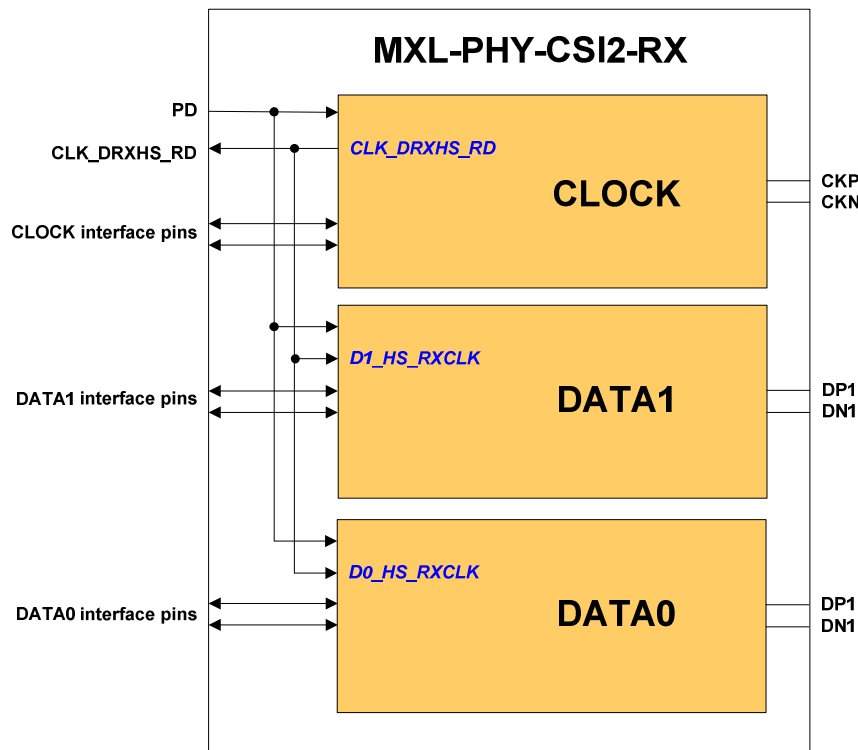 MXL-PHY-CSI2-RX
PD
CLK_DRXHS_RD
CLK_DRXHS_RD
CLOCK
CKP
CKN
CLOCK interface pins
D1_HS_RXCLK
DATA1
DP1
DN1
DATA1 interface pins
D0_HS_RXCLK
DATA0
DP1
DN1
DATA0 interface pins